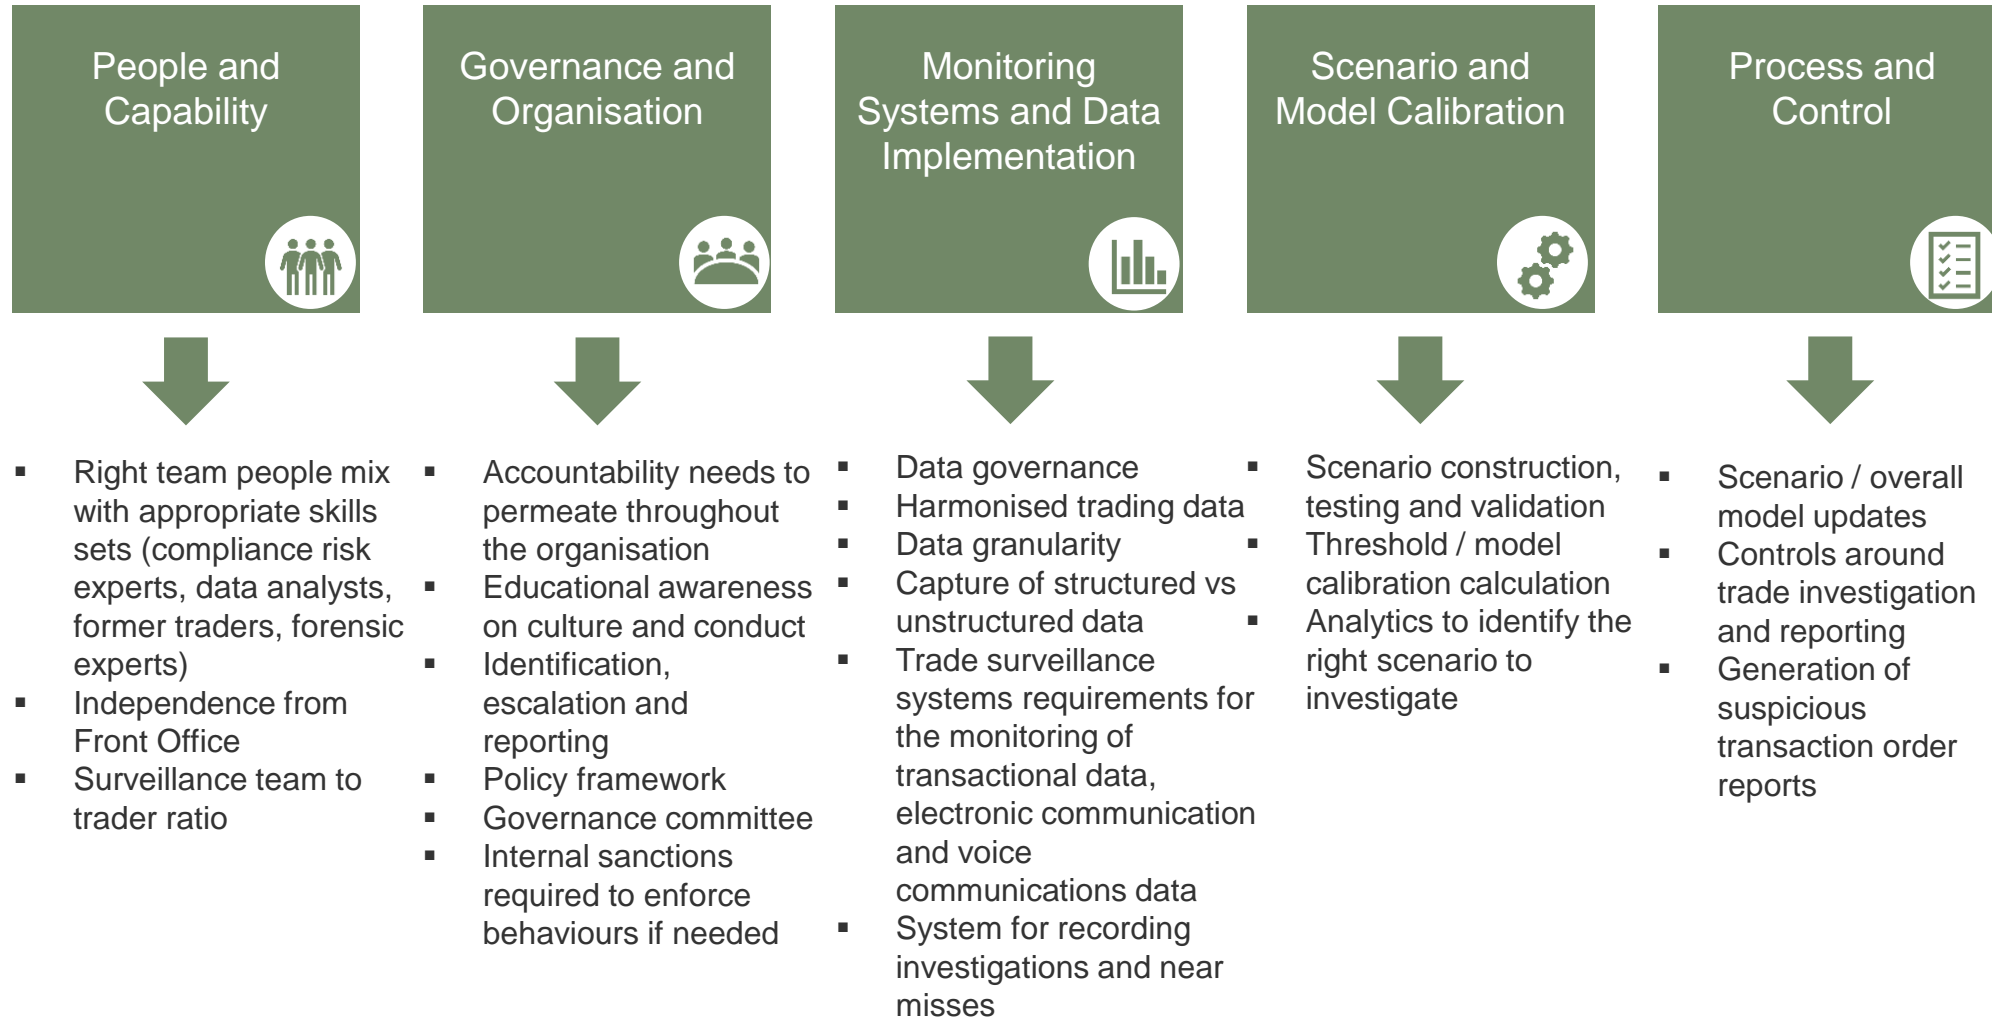 People and
Capability
Governance and
Organisation
Monitoring
Systems and Data
Implementation
Scenario and
Model Calibration
Process and
Control
▪ Right team people mix
with appropriate skills
sets (compliance risk
experts, data analysts,
former traders, forensic
experts)
▪ Independence from
Front Office
▪ Surveillance team to
trader ratio
▪ Accountability needs to
permeate throughout
the organisation
▪ Educational awareness
on culture and conduct
▪ Identification,
escalation and
reporting
▪ Policy framework
▪ Governance committee
▪ Internal sanctions
required to enforce
behaviours if needed
▪ Data governance
▪ Harmonised trading data
▪ Data granularity
▪ Capture of structured vs
unstructured data
▪ Trade surveillance
systems requirements for
the monitoring of
transactional data,
electronic communication
and voice
communications data
▪ System for recording
investigations and near
misses
▪ Scenario construction,
testing and validation
▪ Threshold / model
calibration calculation
▪ Analytics to identify the
right scenario to
investigate
▪ Scenario / overall
model updates
▪ Controls around
trade investigation
and reporting
▪ Generation of
suspicious
transaction order
reports